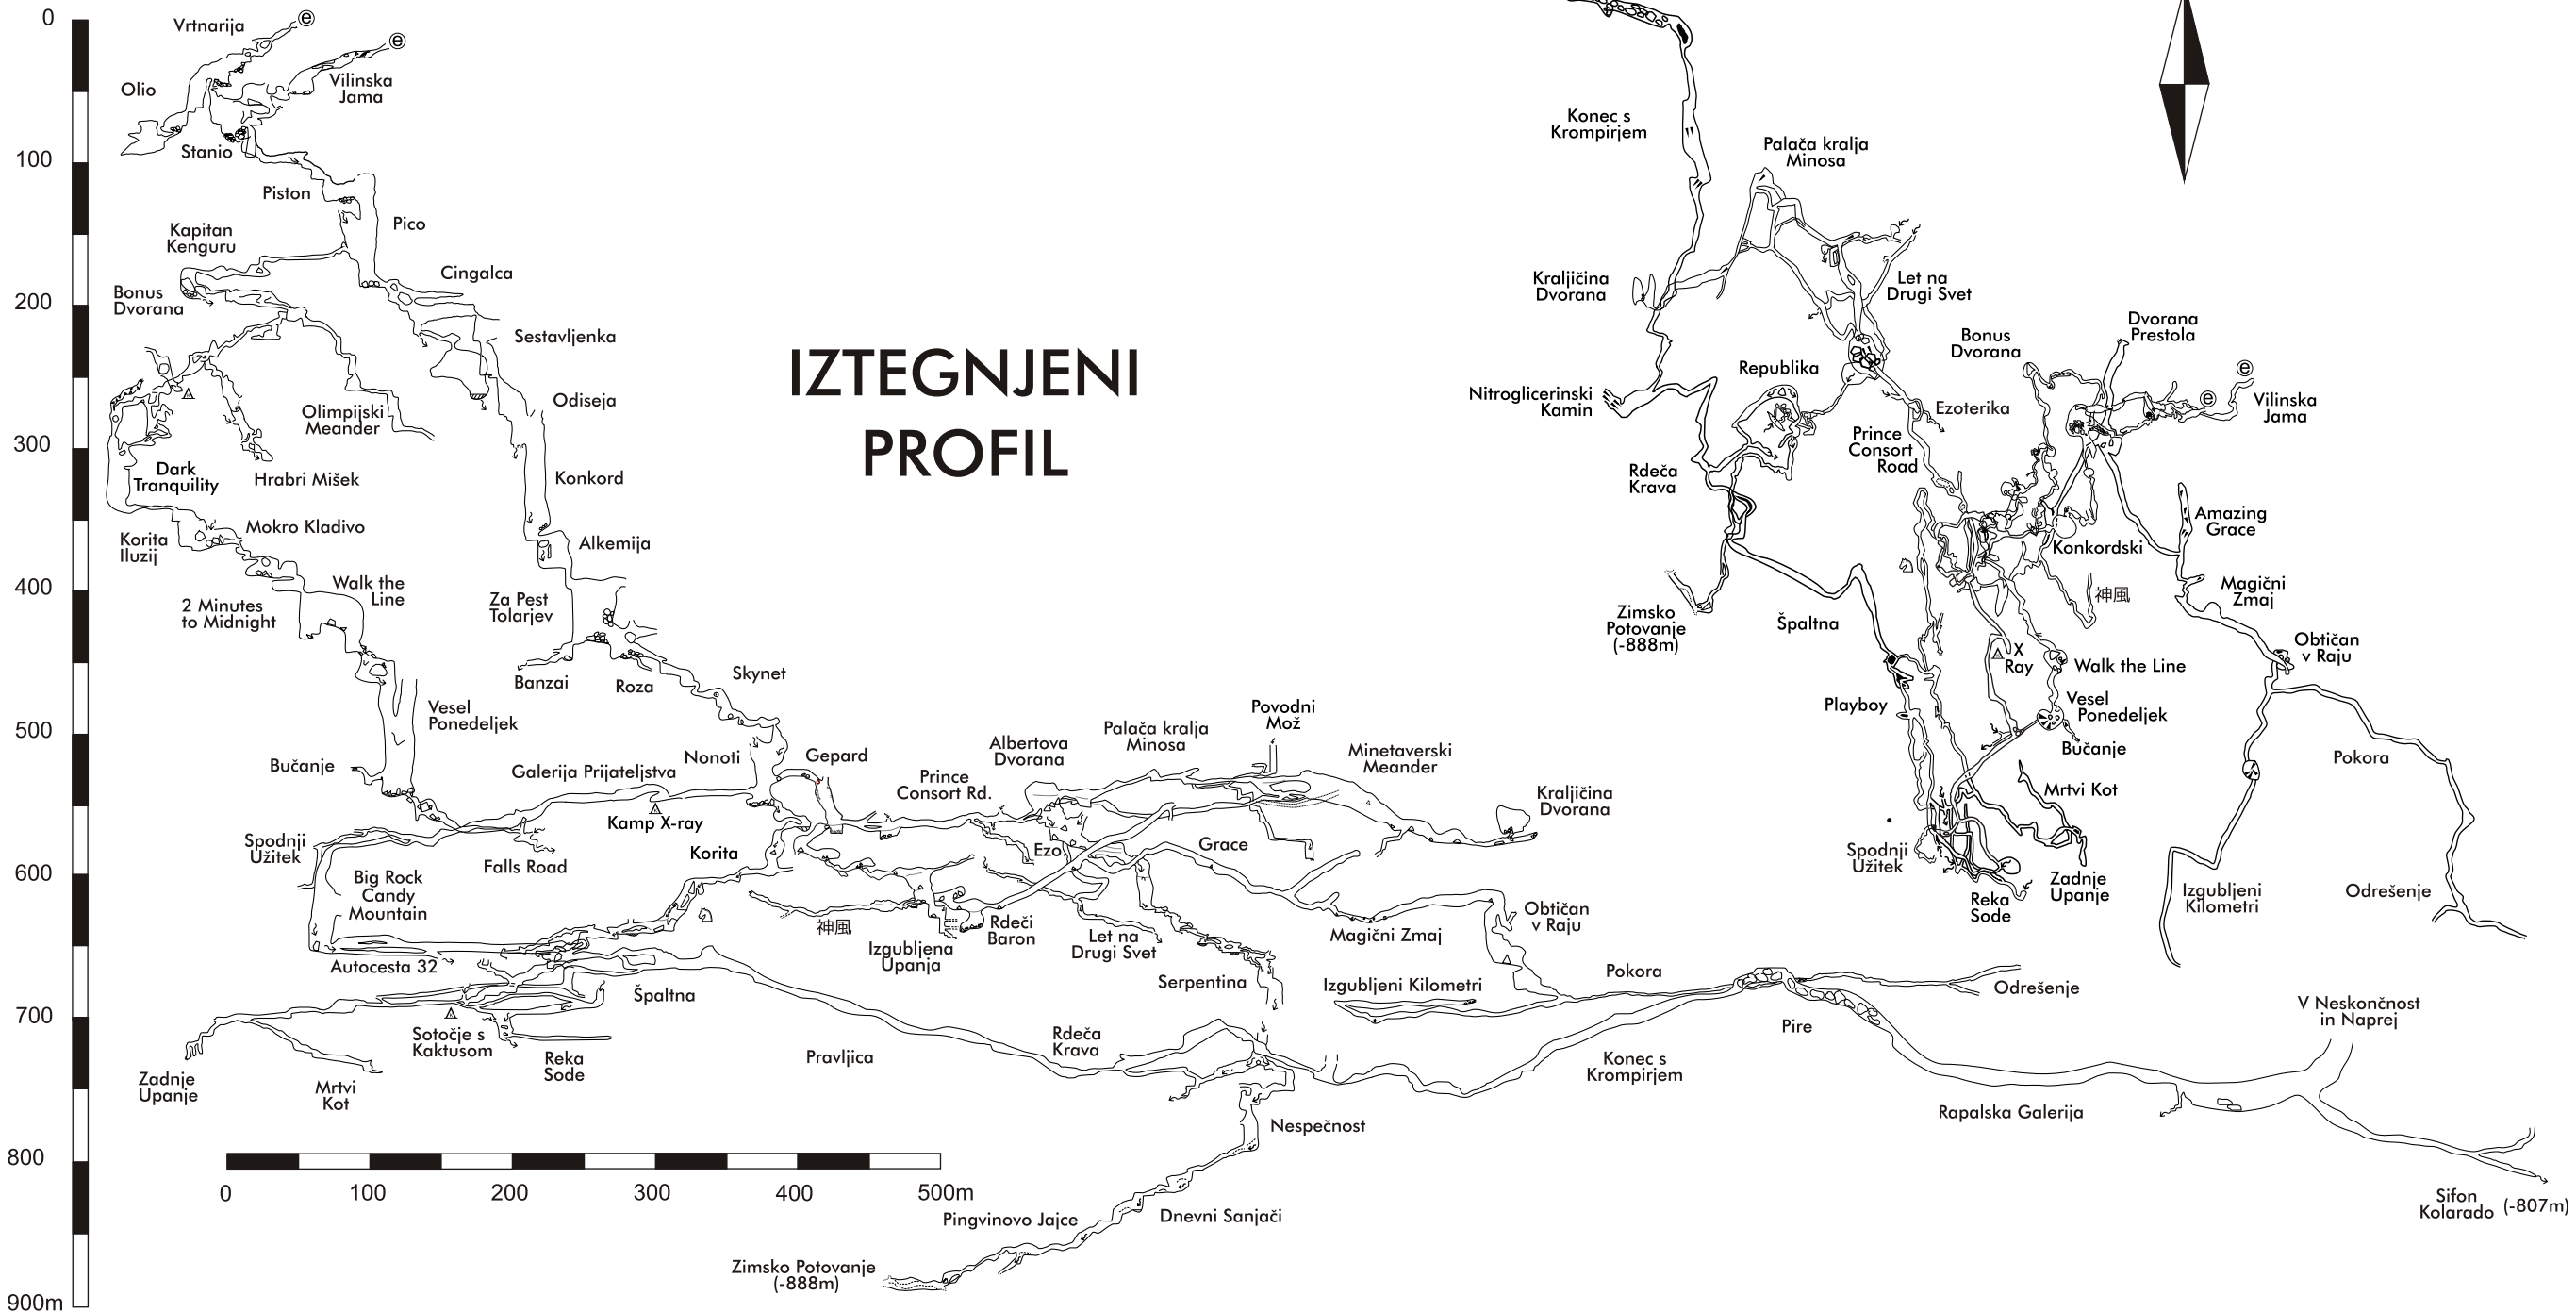 0
100
200
300
400
500
600
700
800
900m
Vrtnarija
e
e
Vilinska
Jama
Olio
Stanio
Piston
Pico
Kapitan
Kenguru
Cingalca
Bonus
Dvorana
Sestavljenka
Odiseja
Olimpijski
Meander
Dark
Tranquility
Hrabri Mišek
Konkord
Korita
Iluzij
Mokro Kladivo
Alkemija
Walk the
Line
2 Minutes
to Midnight
Za Pest
Tolarjev
Banzai
Roza
Skynet
Vesel
Ponedeljek
Bučanje
Galerija Prijateljstva
Nonoti
Gepard
Kamp X-ray
Spodnji
Užitek
Falls Road
Korita
Big Rock
Candy
Mountain
Autocesta 32
Prince
Consort Rd.
Albertova
Dvorana
Palača kralja
Minosa
Povodni
Mož
Minetaverski
Meander
Kraljičina
Dvorana
Ezo.
Grace
神風
Izgubljena
Upanja
Rdeči
Baron
Let na
Drugi Svet
Serpentina
Magični Zmaj
Obtičan
v Raju
Izgubljeni Kilometri
Pokora
Odrešenje
Pire
Špaltna
Sotočje s
Kaktusom
Reka
Sode
Zadnje
Upanje
Mrtvi
Kot
Pravljica
Rdeča
Krava
Konec s
Krompirjem
V Neskončnost
in Naprej
Rapalska Galerija
Sifon
Kolarado (-807m)
Nespečnost
Dnevni Sanjači
Pingvinovo Jajce
Zimsko Potovanje
(-888m)
0
100
200
300
400
500m
IZTEGNJENI
PROFIL
Konec s
Krompirjem
Palača kralja
Minosa
Kraljičina
Dvorana
Let na
Drugi Svet
Nitroglicerinski
Kamin
Republika
Bonus
Dvorana
Dvorana
Prestola
e
e
Vilinska
Jama
Ezoterika
Prince
Consort
Road
Rdeča
Krava
Konkordski
Amazing
Grace
神風
Magični
Zmaj
Zimsko
Potovanje
(-888m)
Špaltna
X
Ray
Walk the Line
Obtičan
v Raju
Playboy
Vesel
Ponedeljek
Bučanje
Mrtvi Kot
Pokora
Spodnji
Užitek
Reka
Sode
Zadnje
Upanje
Izgubljeni
Kilometri
Odrešenje